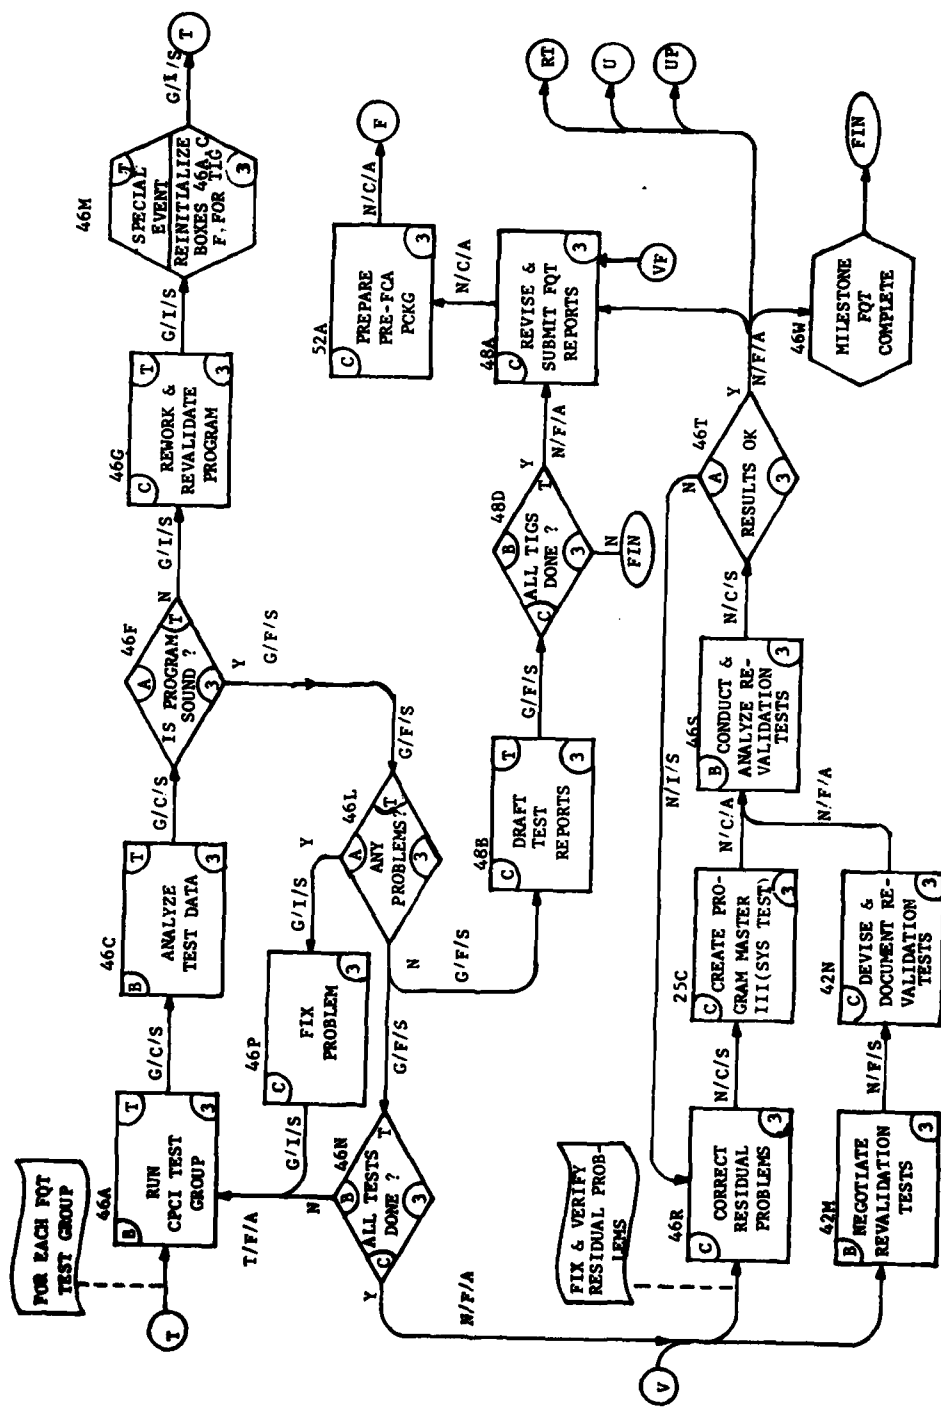 FOR EACH FQT
TEST GROUP
T
46A
B
T
RUN
CPCI TEST
GROUP
3
G/C/S
46C
B
T
ANALYZE
TEST DATA
3
G/C/S
46F
A
IS PROGRAM
SOUND ?
T
3
N
G/I/S
46G
C
T
REWORK &
REVALIDATE
PROGRAM
3
G/I/S
46M
T
SPECIAL
EVENT
REINITIALIZE
BOXES 46A, C
F, FOR TIG
3
G/I/S
T
Y
G/F/S
G/F/S
46L
A
ANY
PROBLEMS?
T
3
Y
G/I/S
46P
FIX
PROBLEM
C
3
G/I/S
T/F/A
N
G/F/S
G/F/S
46N
B
ALL TESTS
DONE ?
C
T
3
N
Y
N/F/A
48B
C
T
DRAFT
TEST
REPORTS
3
G/F/S
48D
B
ALL TIGS
DONE ?
C
T
3
N
FIN
Y
N/F/A
48A
C
REVISE &
SUBMIT FQT
REPORTS
3
VF
N/C/A
52A
C
PREPARE
PRE-FCA
PCKG
3
N/C/A
F
FIX & VERIFY
RESIDUAL PROB-
LEMS
V
46R
C
CORRECT
RESIDUAL
PROBLEMS
3
N/C/S
25C
C
CREATE PRO-
GRAM MASTER
III(SYS TEST)
3
N/C/A
42M
B
NEGOTIATE
REVALIDATION
TESTS
3
N/F/S
42N
C
DEVISE &
DOCUMENT RE-
VALIDATION
TESTS
3
N/F/A
46S
B
CONDUCT &
ANALYZE RE-
VALIDATION
TESTS
3
N/C/S
46T
A
RESULTS OK
3
N
N/I/S
Y
N/F/A
46W
MILESTONE
FQT
COMPLETE
FIN
RT
U
UP